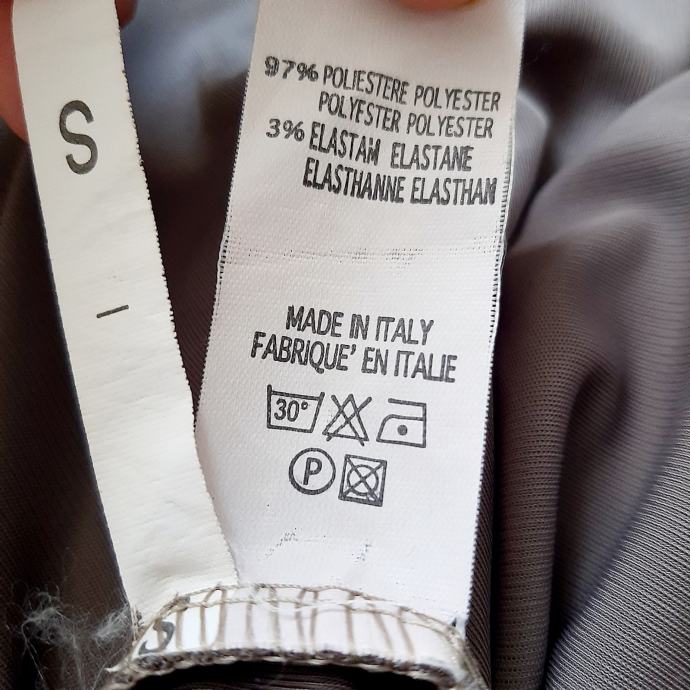 S
97% POLIESTERE POLYESTER
POLYESTER POLYESTER
3% ELASTAM ELASTANE
ELASTHANNE ELASTHAN
MADE IN ITALY
FABRIQUE' EN ITALIE
30°
P
S